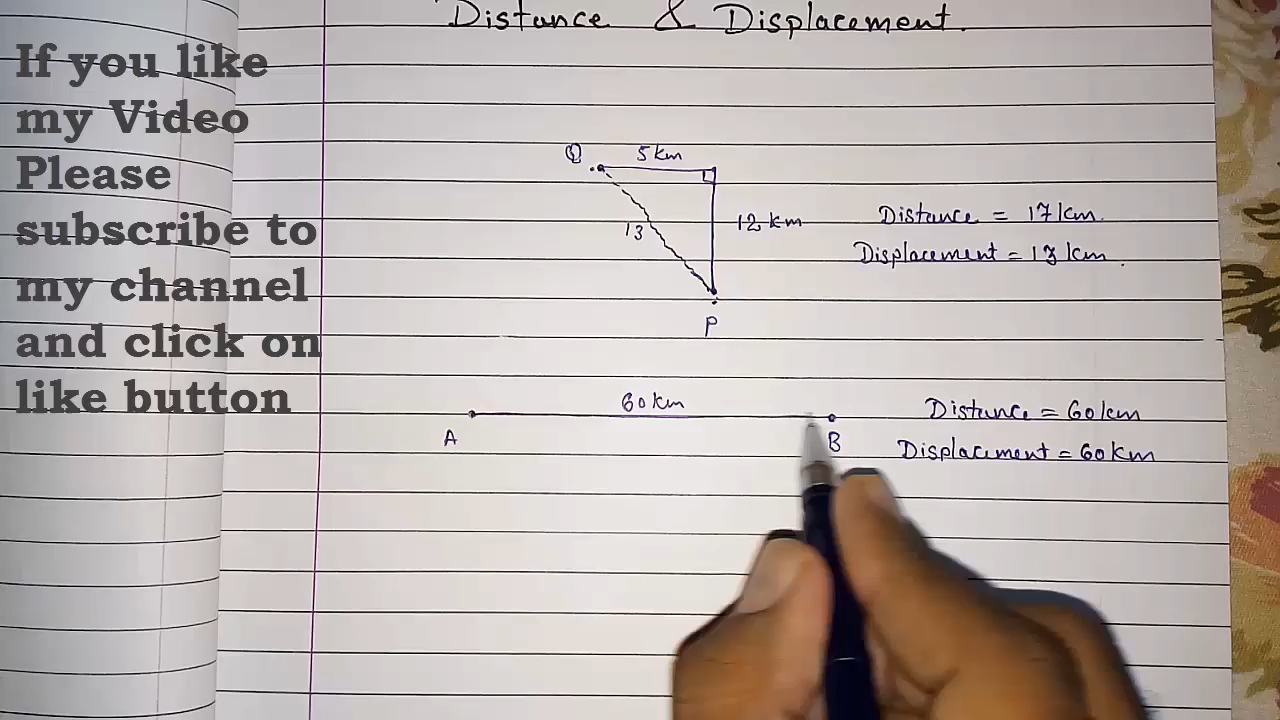 Distance & Displacement.
If you like
my Video
Please
subscribe to
my channel
and click on
like button
Q
5 km
13
12 km
P
Distance = 17 km.
Displacement = 13 km.
60 km
A
B
Distance = 60 km
Displacement = 60 km